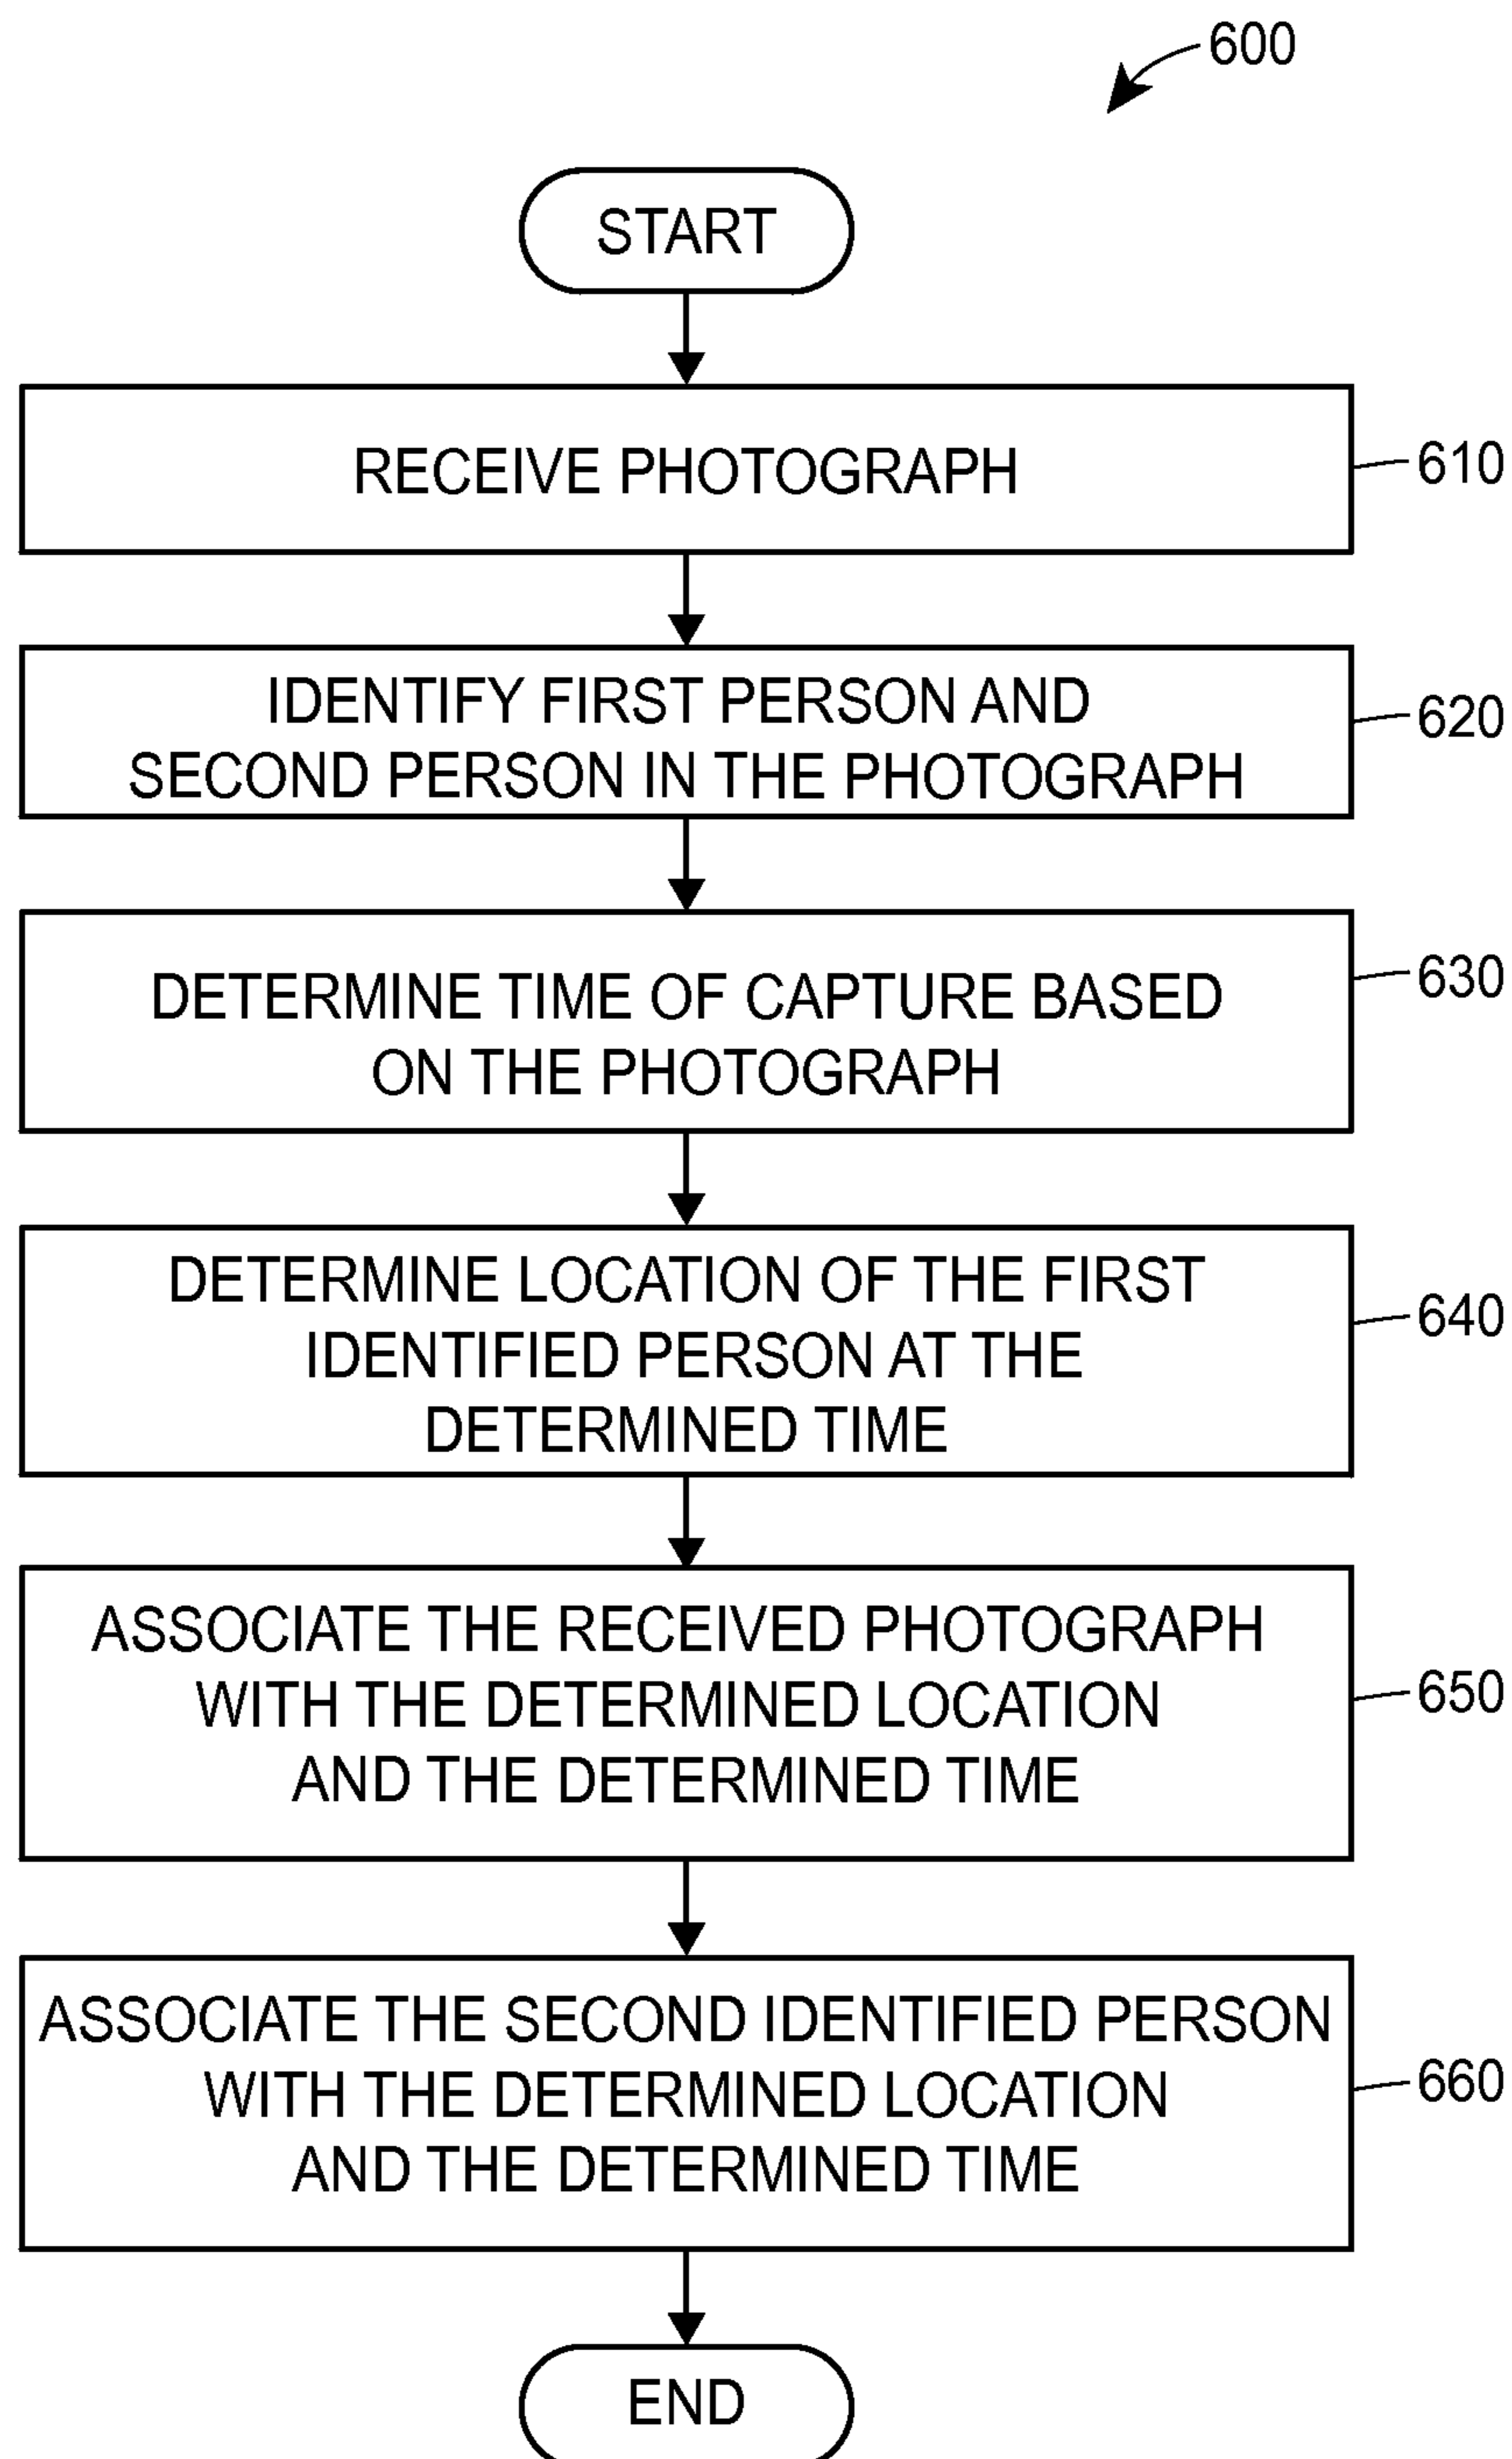 600
START
RECEIVE PHOTOGRAPH
610
IDENTIFY FIRST PERSON AND
SECOND PERSON IN THE PHOTOGRAPH
620
DETERMINE TIME OF CAPTURE BASED
ON THE PHOTOGRAPH
630
DETERMINE LOCATION OF THE FIRST
IDENTIFIED PERSON AT THE
DETERMINED TIME
640
ASSOCIATE THE RECEIVED PHOTOGRAPH
WITH THE DETERMINED LOCATION
AND THE DETERMINED TIME
650
ASSOCIATE THE SECOND IDENTIFIED PERSON
WITH THE DETERMINED LOCATION
AND THE DETERMINED TIME
660
END